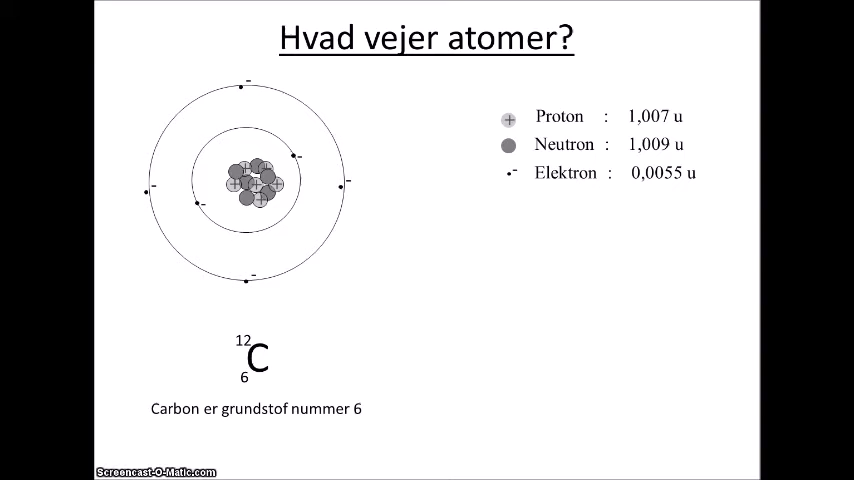 Hvad vejer atomer?
Proton : 1,007 u
Neutron : 1,009 u
Elektron : 0,0055 u
12
C
6
Carbon er grundstof nummer 6
Screencast-O-Matic.com